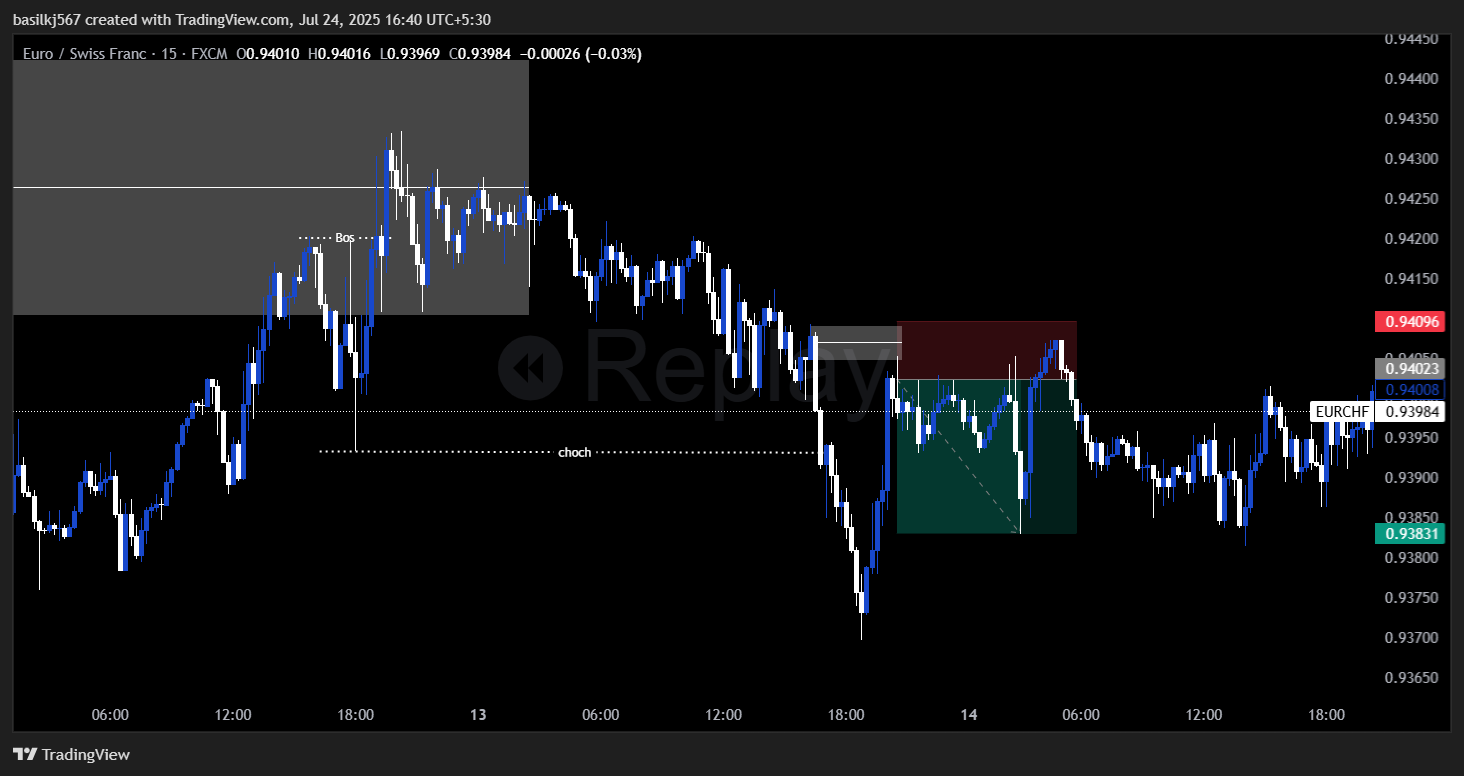 basilkj567 created with TradingView.com, Jul 24, 2025 16:40 UTC+5:30
Euro / Swiss Franc · 15 · FXCM O0.94010 H0.94016 L0.93969 C0.93984 −0.00026 (−0.03%)
0.94450
0.94400
0.94350
0.94300
0.94250
0.94200
0.94150
0.94096
0.94050
0.94023
0.94008
EURCHF 0.93984
0.93950
0.93900
0.93850
0.93831
0.93800
0.93750
0.93700
0.93650
Bos
Replay
choch
06:00 12:00 18:00 13 06:00 12:00 18:00 14 06:00 12:00 18:00
TradingView